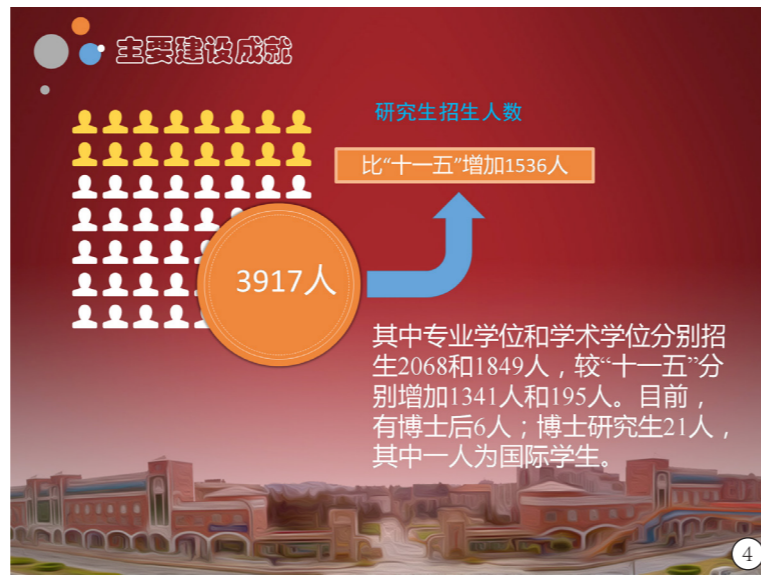 主要建设成就
研究生招生人数
比“十一五”增加1536人
3917人
其中专业学位和学术学位分别招
生2068和1849人，较“十一五”分
别增加1341人和195人。目前，
有博士后6人；博士研究生21人，
其中一人为国际学生。
4